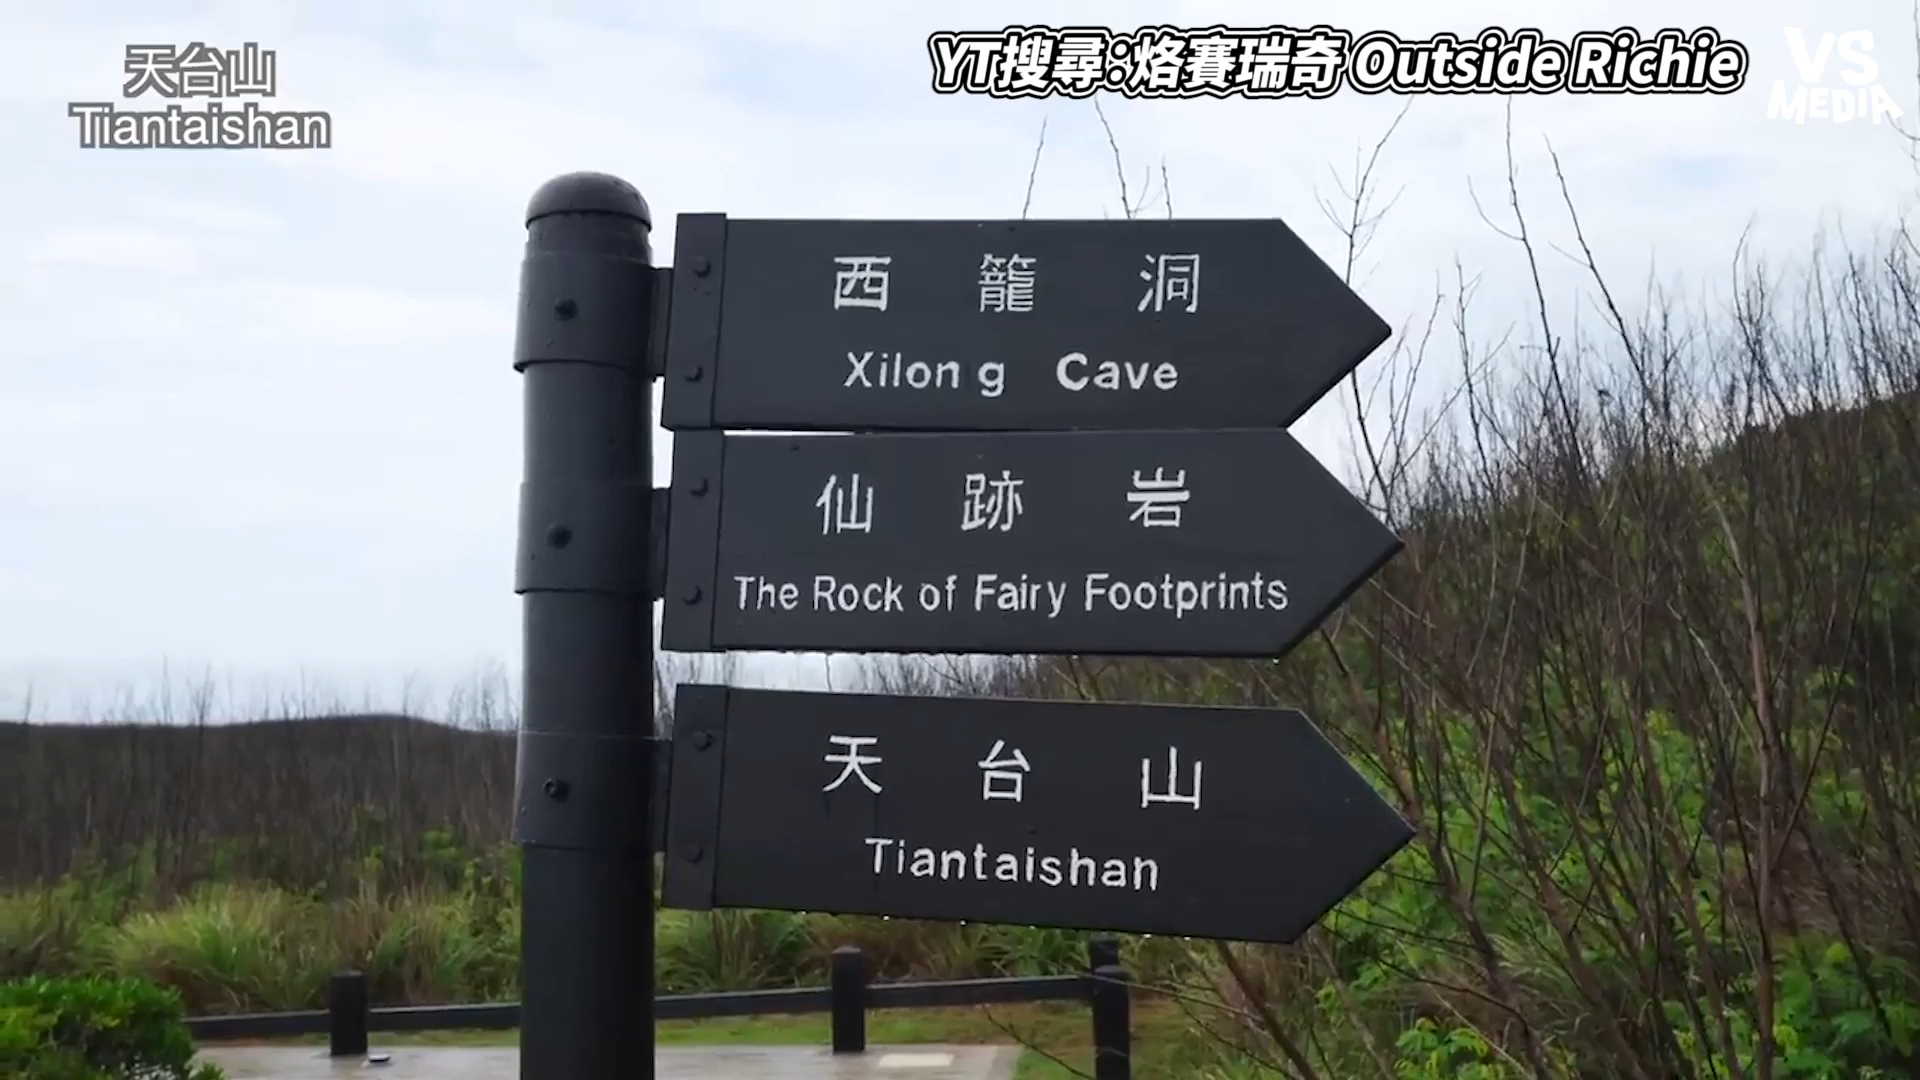 天台山
Tiantaishan
YT搜尋:烙賽瑞奇 Outside Richie
VS
MEDIA
西籠洞
Xilong Cave
仙跡岩
The Rock of Fairy Footprints
天台山
Tiantaishan